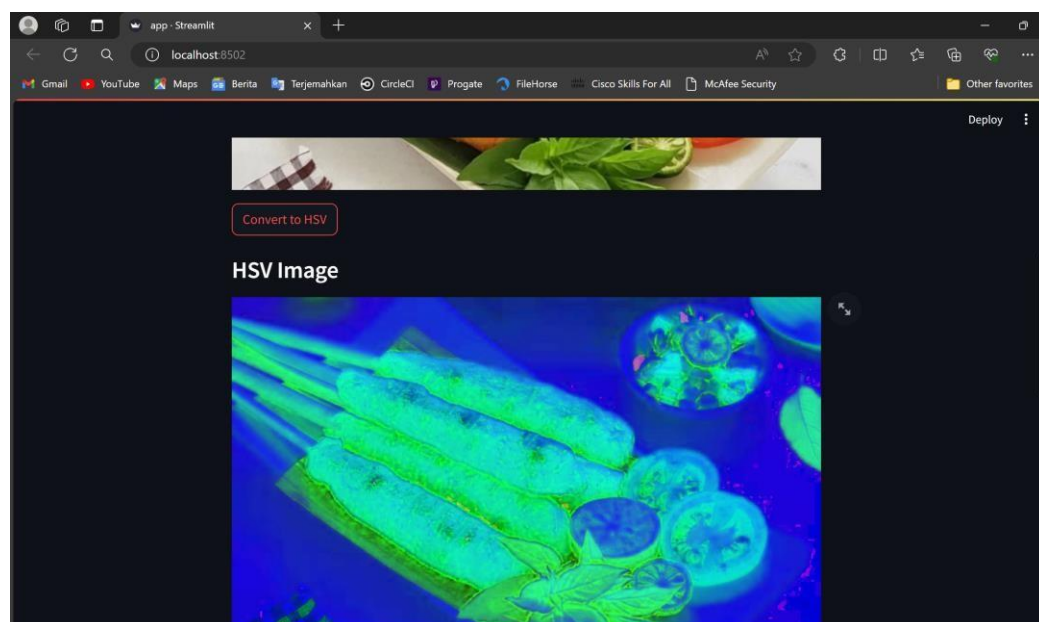 app · Streamlit
localhost:8502
Gmail YouTube Maps Berita Terjemahkan CircleCI Progate FileHorse Cisco Skills For All McAfee Security Other favorites
Deploy
Convert to HSV
HSV Image